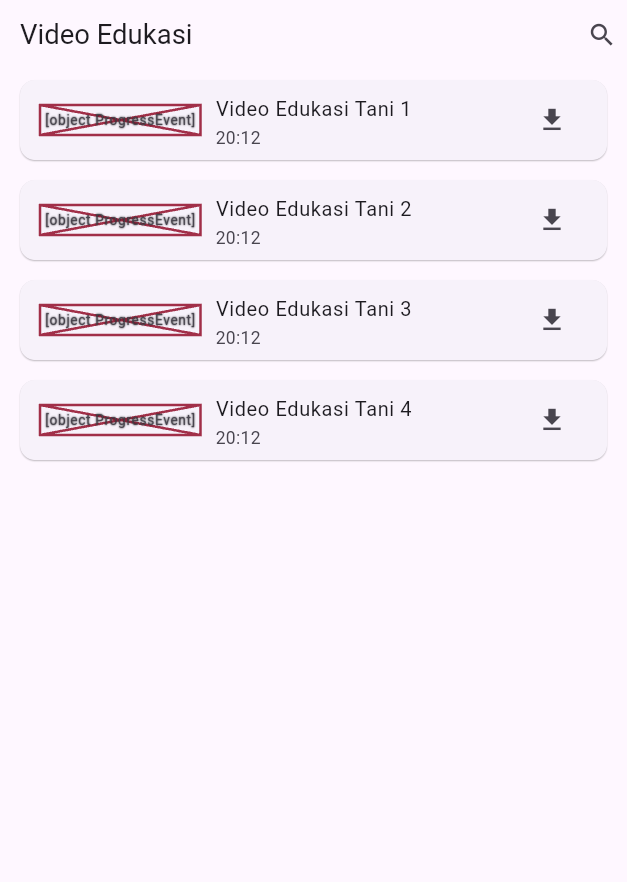 Video Edukasi
[object ProgressEvent]
Video Edukasi Tani 1
20:12
[object ProgressEvent]
Video Edukasi Tani 2
20:12
[object ProgressEvent]
Video Edukasi Tani 3
20:12
[object ProgressEvent]
Video Edukasi Tani 4
20:12